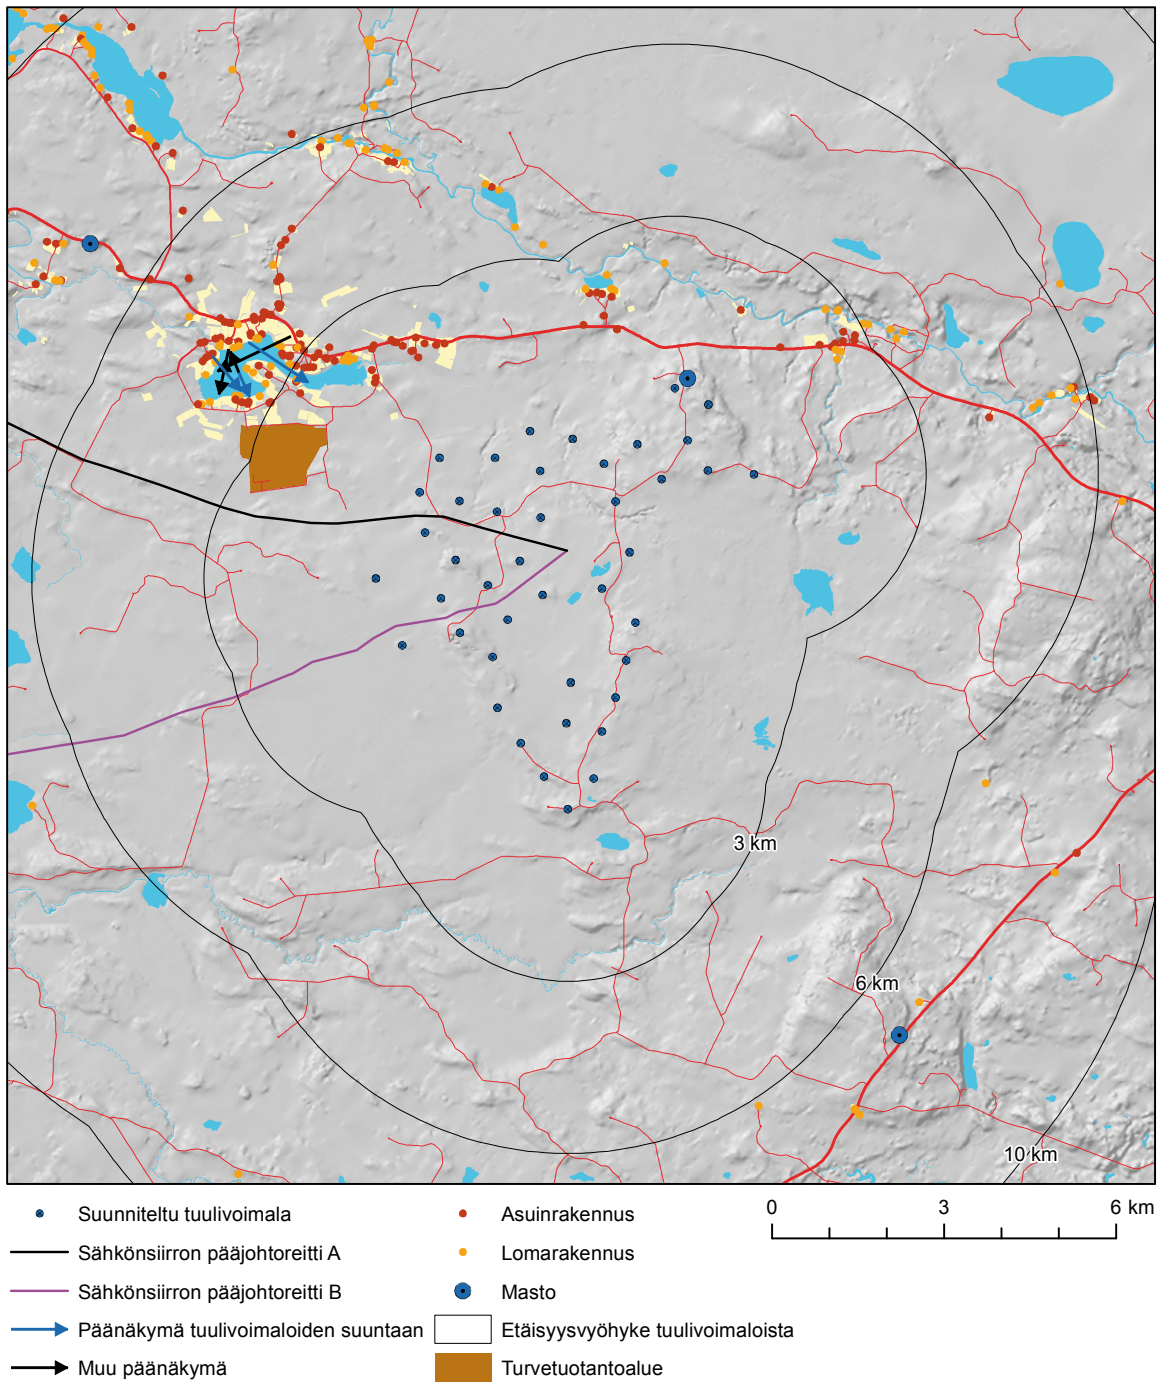 3 km
6 km
10 km
0 3 6 km
Suunniteltu tuulivoimala
Sähkönsiirron pääjohtoreitti A
Sähkönsiirron pääjohtoreitti B
Päänäkymä tuulivoimaloiden suuntaan
Muu päänäkymä
Asuinrakennus
Lomarakennus
Masto
Etäisyysvyöhyke tuulivoimaloista
Turvetuotantoalue